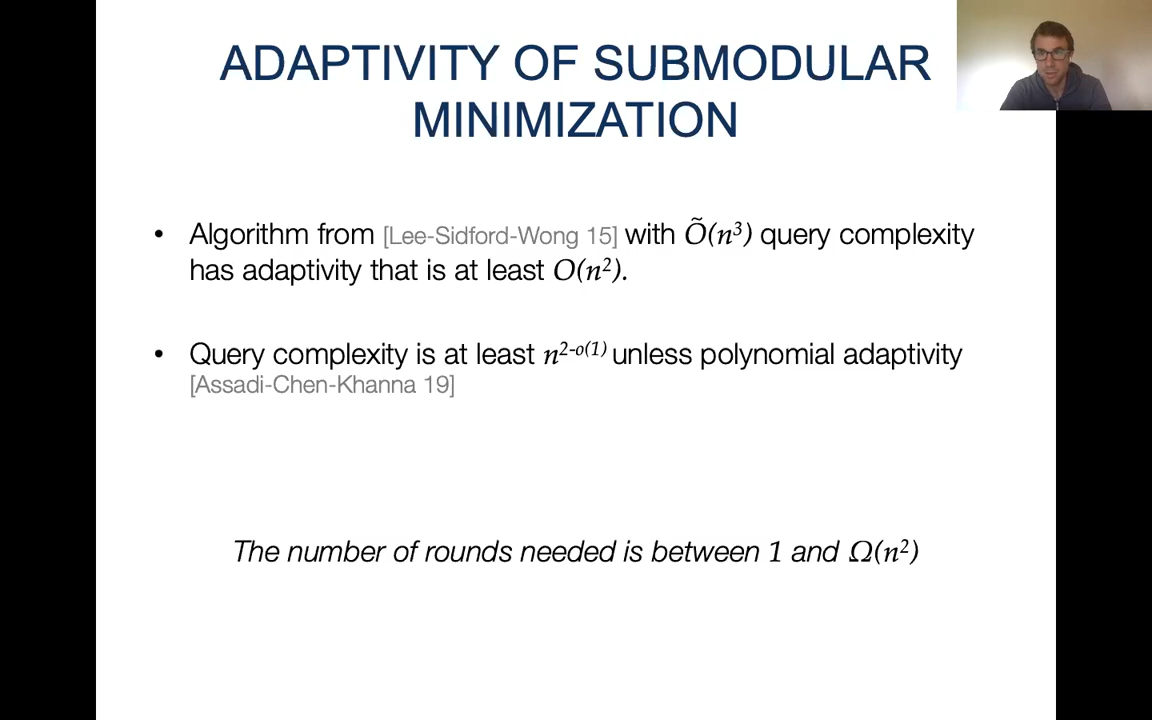 ADAPTIVITY OF SUBMODULAR
MINIMIZATION
• Algorithm from [Lee-Sidford-Wong 15] with Õ(n³) query complexity
has adaptivity that is at least O(n²).
• Query complexity is at least n²⁻ᵒ⁽¹⁾ unless polynomial adaptivity
[Assadi-Chen-Khanna 19]
The number of rounds needed is between 1 and Ω(n²)